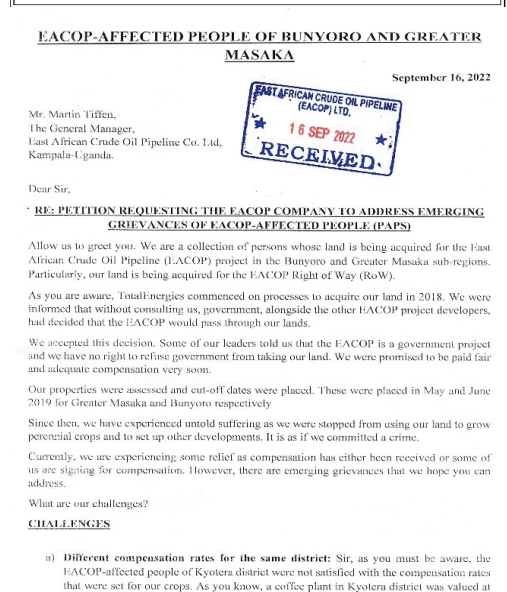 EACOP-AFFECTED PEOPLE OF BUNYORO AND GREATER
MASAKA
September 16, 2022
EAST AFRICAN CRUDE OIL PIPELINE
(EACOP) LTD.
16 SEP 2022
RECEIVED.
Mr. Martin Tiffen,
The General Manager,
East African Crude Oil Pipeline Co. Ltd,
Kampala-Uganda.
Dear Sir,
RE: PETITION REQUESTING THE EACOP COMPANY TO ADDRESS EMERGING
GRIEVANCES OF EACOP-AFFECTED PEOPLE (PAPS)
Allow us to greet you. We are a collection of persons whose land is being acquired for the East
African Crude Oil Pipeline (EACOP) project in the Bunyoro and Greater Masaka sub-regions.
Particularly, our land is being acquired for the EACOP Right of Way (RoW).
As you are aware, TotalEnergies commenced on processes to acquire our land in 2018. We were
informed that without consulting us, government, alongside the other EACOP project developers,
had decided that the EACOP would pass through our lands.
We accepted this decision. Some of our leaders told us that the EACOP is a government project
and we have no right to refuse government from taking our land. We were promised to be paid fair
and adequate compensation very soon.
Our properties were assessed and cut-off dates were placed. These were placed in May and June
2019 for Greater Masaka and Bunyoro respectively
Since then, we have experienced untold suffering as we were stopped from using our land to grow
perennial crops and to set up other developments. It is as if we committed a crime.
Currently, we are experiencing some relief as compensation has either been received or some of
us are signing for compensation. However, there are emerging grievances that we hope you can
address.
What are our challenges?
CHALLENGES
a) Different compensation rates for the same district: Sir, as you must be aware, the
EACOP-affected people of Kyotera district were not satisfied with the compensation rates
that were set for our crops. As you know, a coffee plant in Kyotera district was valued at